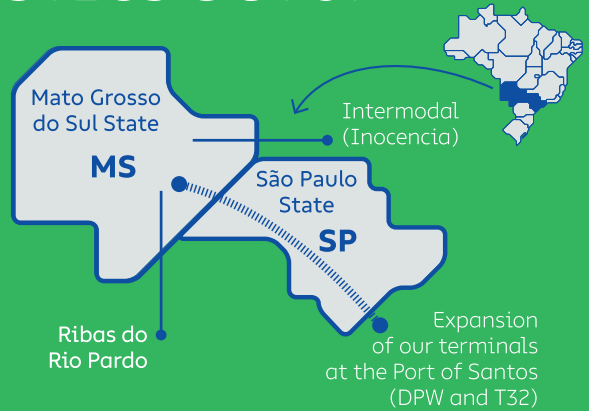 Mato Grosso
do Sul State
MS
Intermodal
(Inocencia)
São Paulo
State
SP
Ribas do
Rio Pardo
Expansion
of our terminals
at the Port of Santos
(DPW and T32)